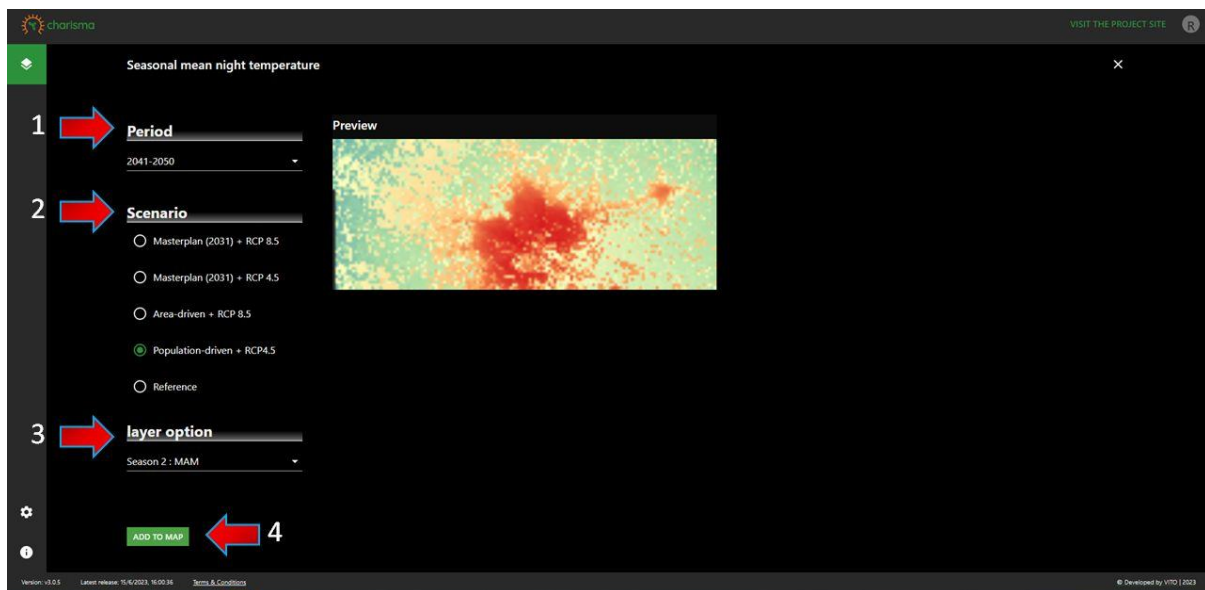 charisma
VISIT THE PROJECT SITE
R
Seasonal mean night temperature
1
Period
2041-2050
Preview
2
Scenario
Masterplan (2031) + RCP 8.5
Masterplan (2031) + RCP 4.5
Area-driven + RCP 8.5
Population-driven + RCP4.5
Reference
3
layer option
Season 2 : MAM
ADD TO MAP
4
Version: v3.0.5 Latest release: 15/6/2023, 16:00:36 Terms & Conditions © Developed by VITO | 2023